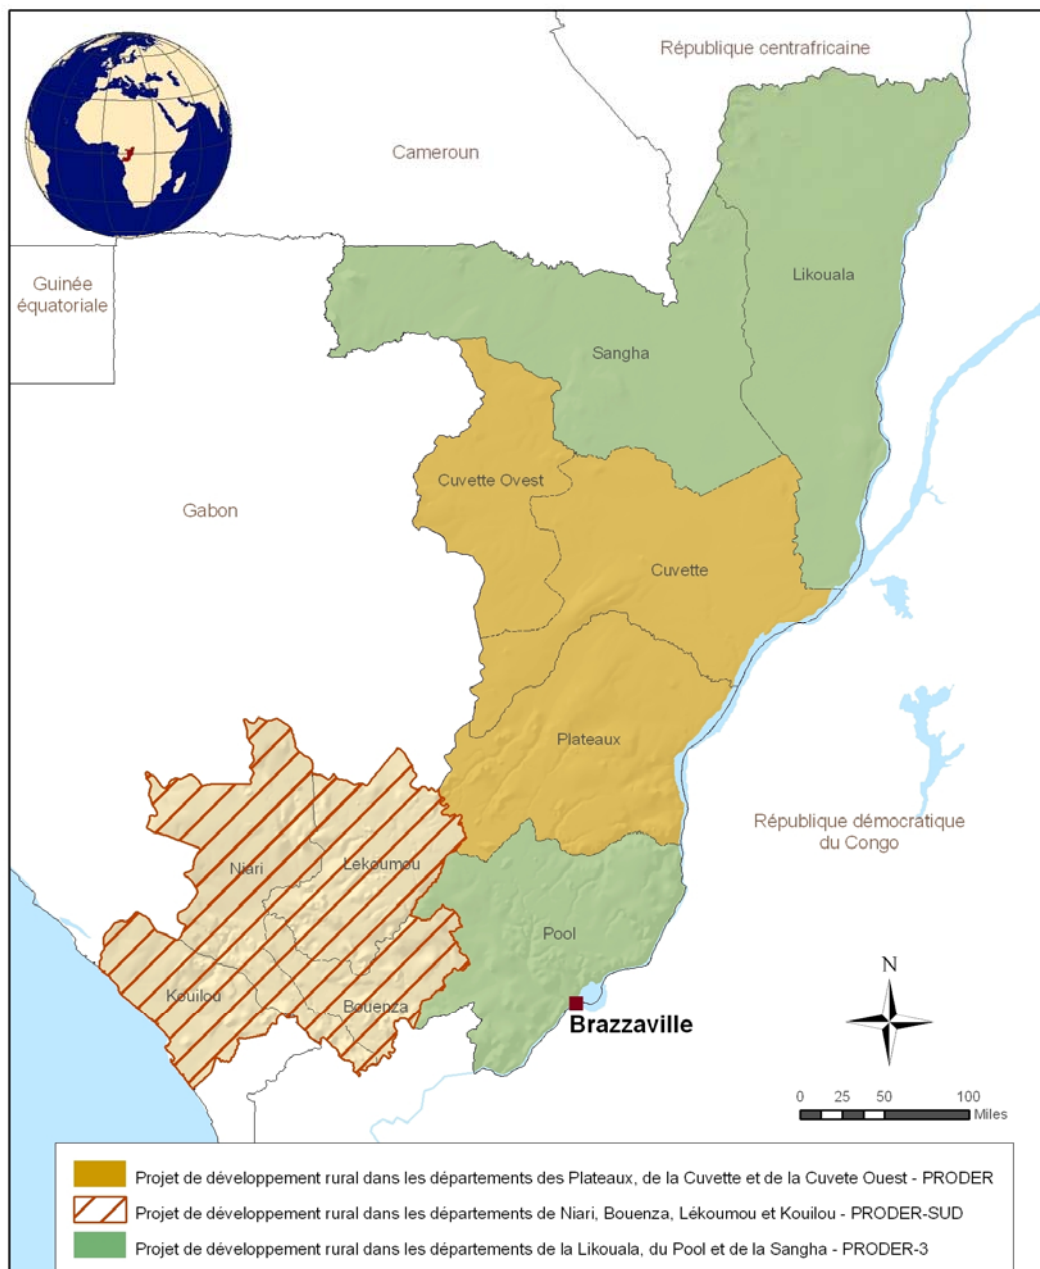 République centrafricaine
Cameroun
Guinée
équatoriale
Likouala
Sangha
Cuvette Ovest
Gabon
Cuvette
Plateaux
République démocratique
du Congo
Niari
Lekoumou
Pool
Kouilou
Bouenza
Brazzaville
N
0 25 50 100
Miles
Projet de développement rural dans les départements des Plateaux, de la Cuvette et de la Cuvete Ouest - PRODER
Projet de développement rural dans les départements de Niari, Bouenza, Lékoumou et Kouilou - PRODER-SUD
Projet de développement rural dans les départements de la Likouala, du Pool et de la Sangha - PRODER-3